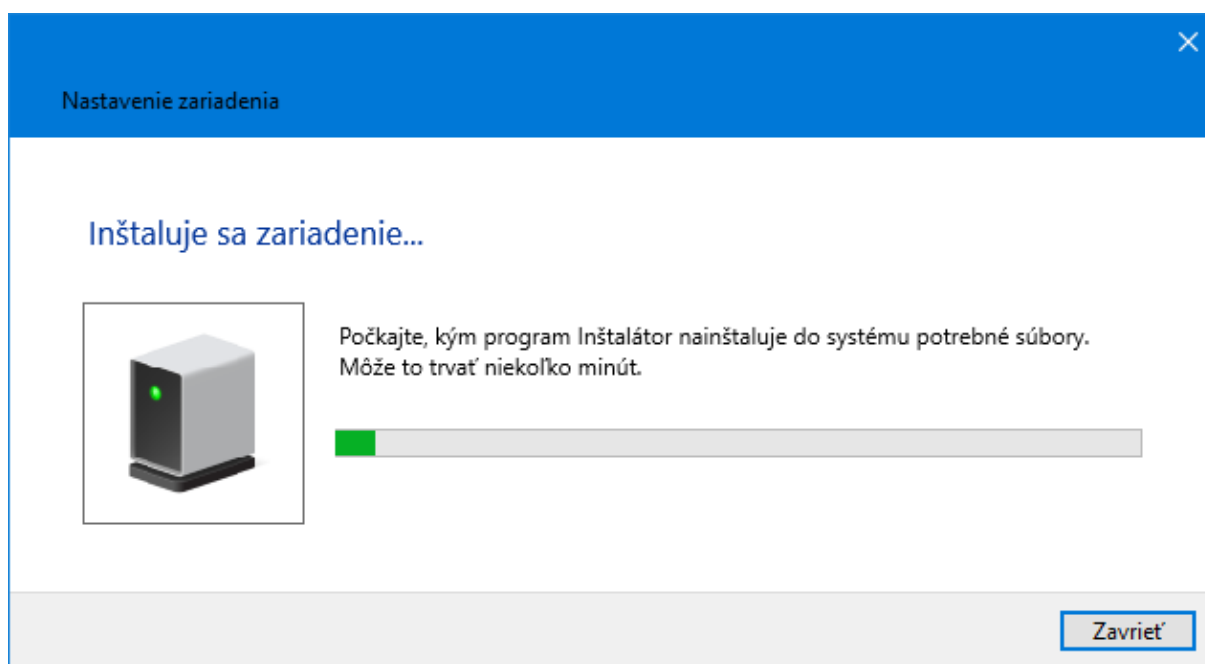 Nastavenie zariadenia
Inštaluje sa zariadenie...
Počkajte, kým program Inštalátor nainštaluje do systému potrebné súbory.
Môže to trvať niekoľko minút.
Zavrieť